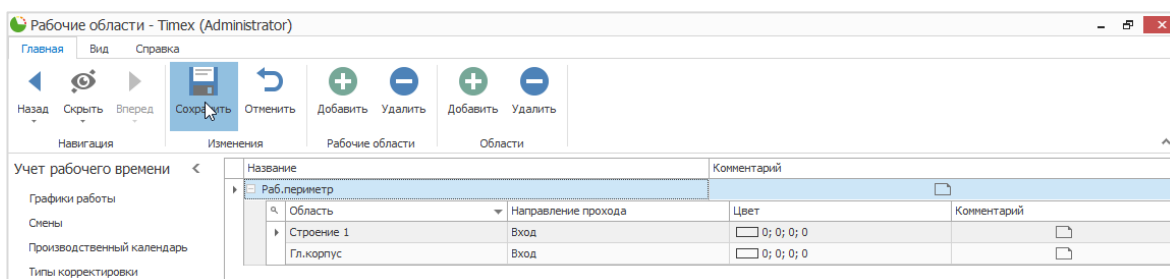 Рабочие области - Timex (Administrator)
Главная Вид Справка
Назад Скрыть Вперед Сохранить Отменить Добавить Удалить Добавить Удалить
Навигация Изменения Рабочие области Области
Учет рабочего времени <
Название Комментарий
Раб.периметр
Графики работы
Область Направление прохода Цвет Комментарий
Смены
Строение 1 Вход 0; 0; 0; 0
Производственный календарь
Гл.корпус Вход 0; 0; 0; 0
Типы корректировки